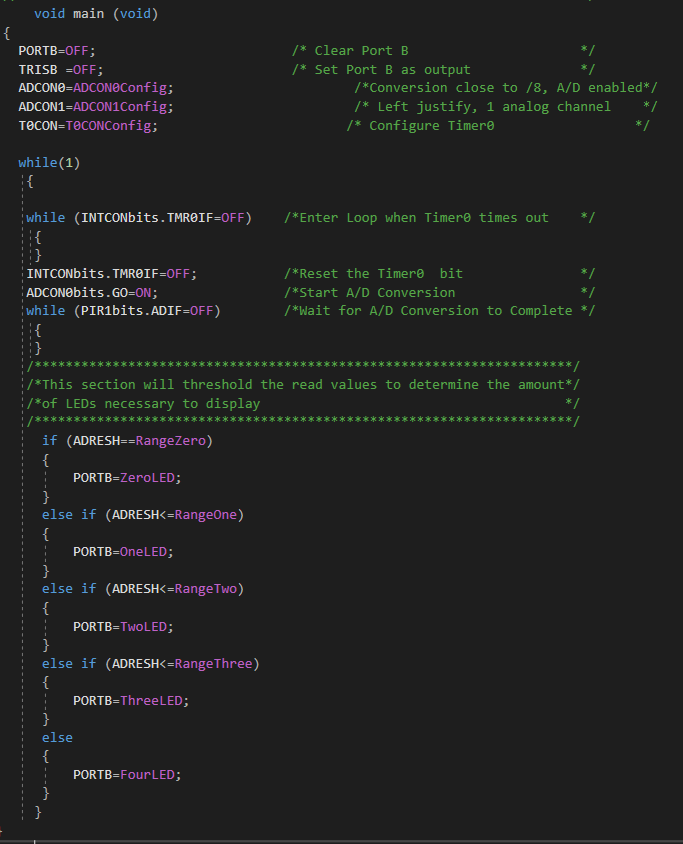 void main (void)
{
PORTB=OFF; /* Clear Port B */
TRISB =OFF; /* Set Port B as output */
ADCON0=ADCON0Config; /*Conversion close to /8, A/D enabled*/
ADCON1=ADCON1Config; /* Left justify, 1 analog channel */
T0CON=T0CONConfig; /* Configure Timer0 */
while(1)
{
while (INTCONbits.TMR0IF=OFF) /*Enter Loop when Timer0 times out */
{
}
INTCONbits.TMR0IF=OFF; /*Reset the Timer0 bit */
ADCON0bits.GO=ON; /*Start A/D Conversion */
while (PIR1bits.ADIF=OFF) /*Wait for A/D Conversion to Complete */
{
}
/*********************************************************************/
/*This section will threshold the read values to determine the amount*/
/*of LEDs necessary to display */
/*********************************************************************/
if (ADRESH==RangeZero)
{
PORTB=ZeroLED;
}
else if (ADRESH<=RangeOne)
{
PORTB=OneLED;
}
else if (ADRESH<=RangeTwo)
{
PORTB=TwoLED;
}
else if (ADRESH<=RangeThree)
{
PORTB=ThreeLED;
}
else
{
PORTB=FourLED;
}
}